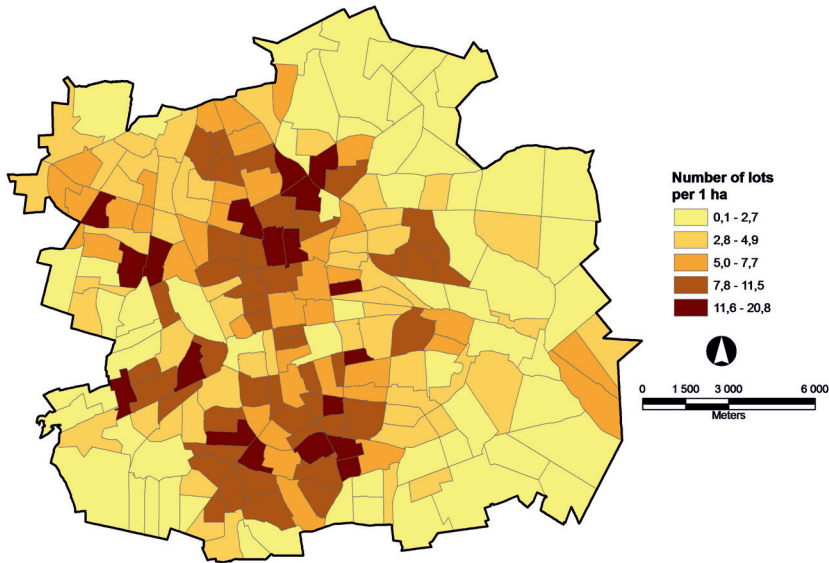 Number of lots
per 1 ha
0,1 - 2,7
2,8 - 4,9
5,0 - 7,7
7,8 - 11,5
11,6 - 20,8
0 1 500 3 000 6 000
Meters